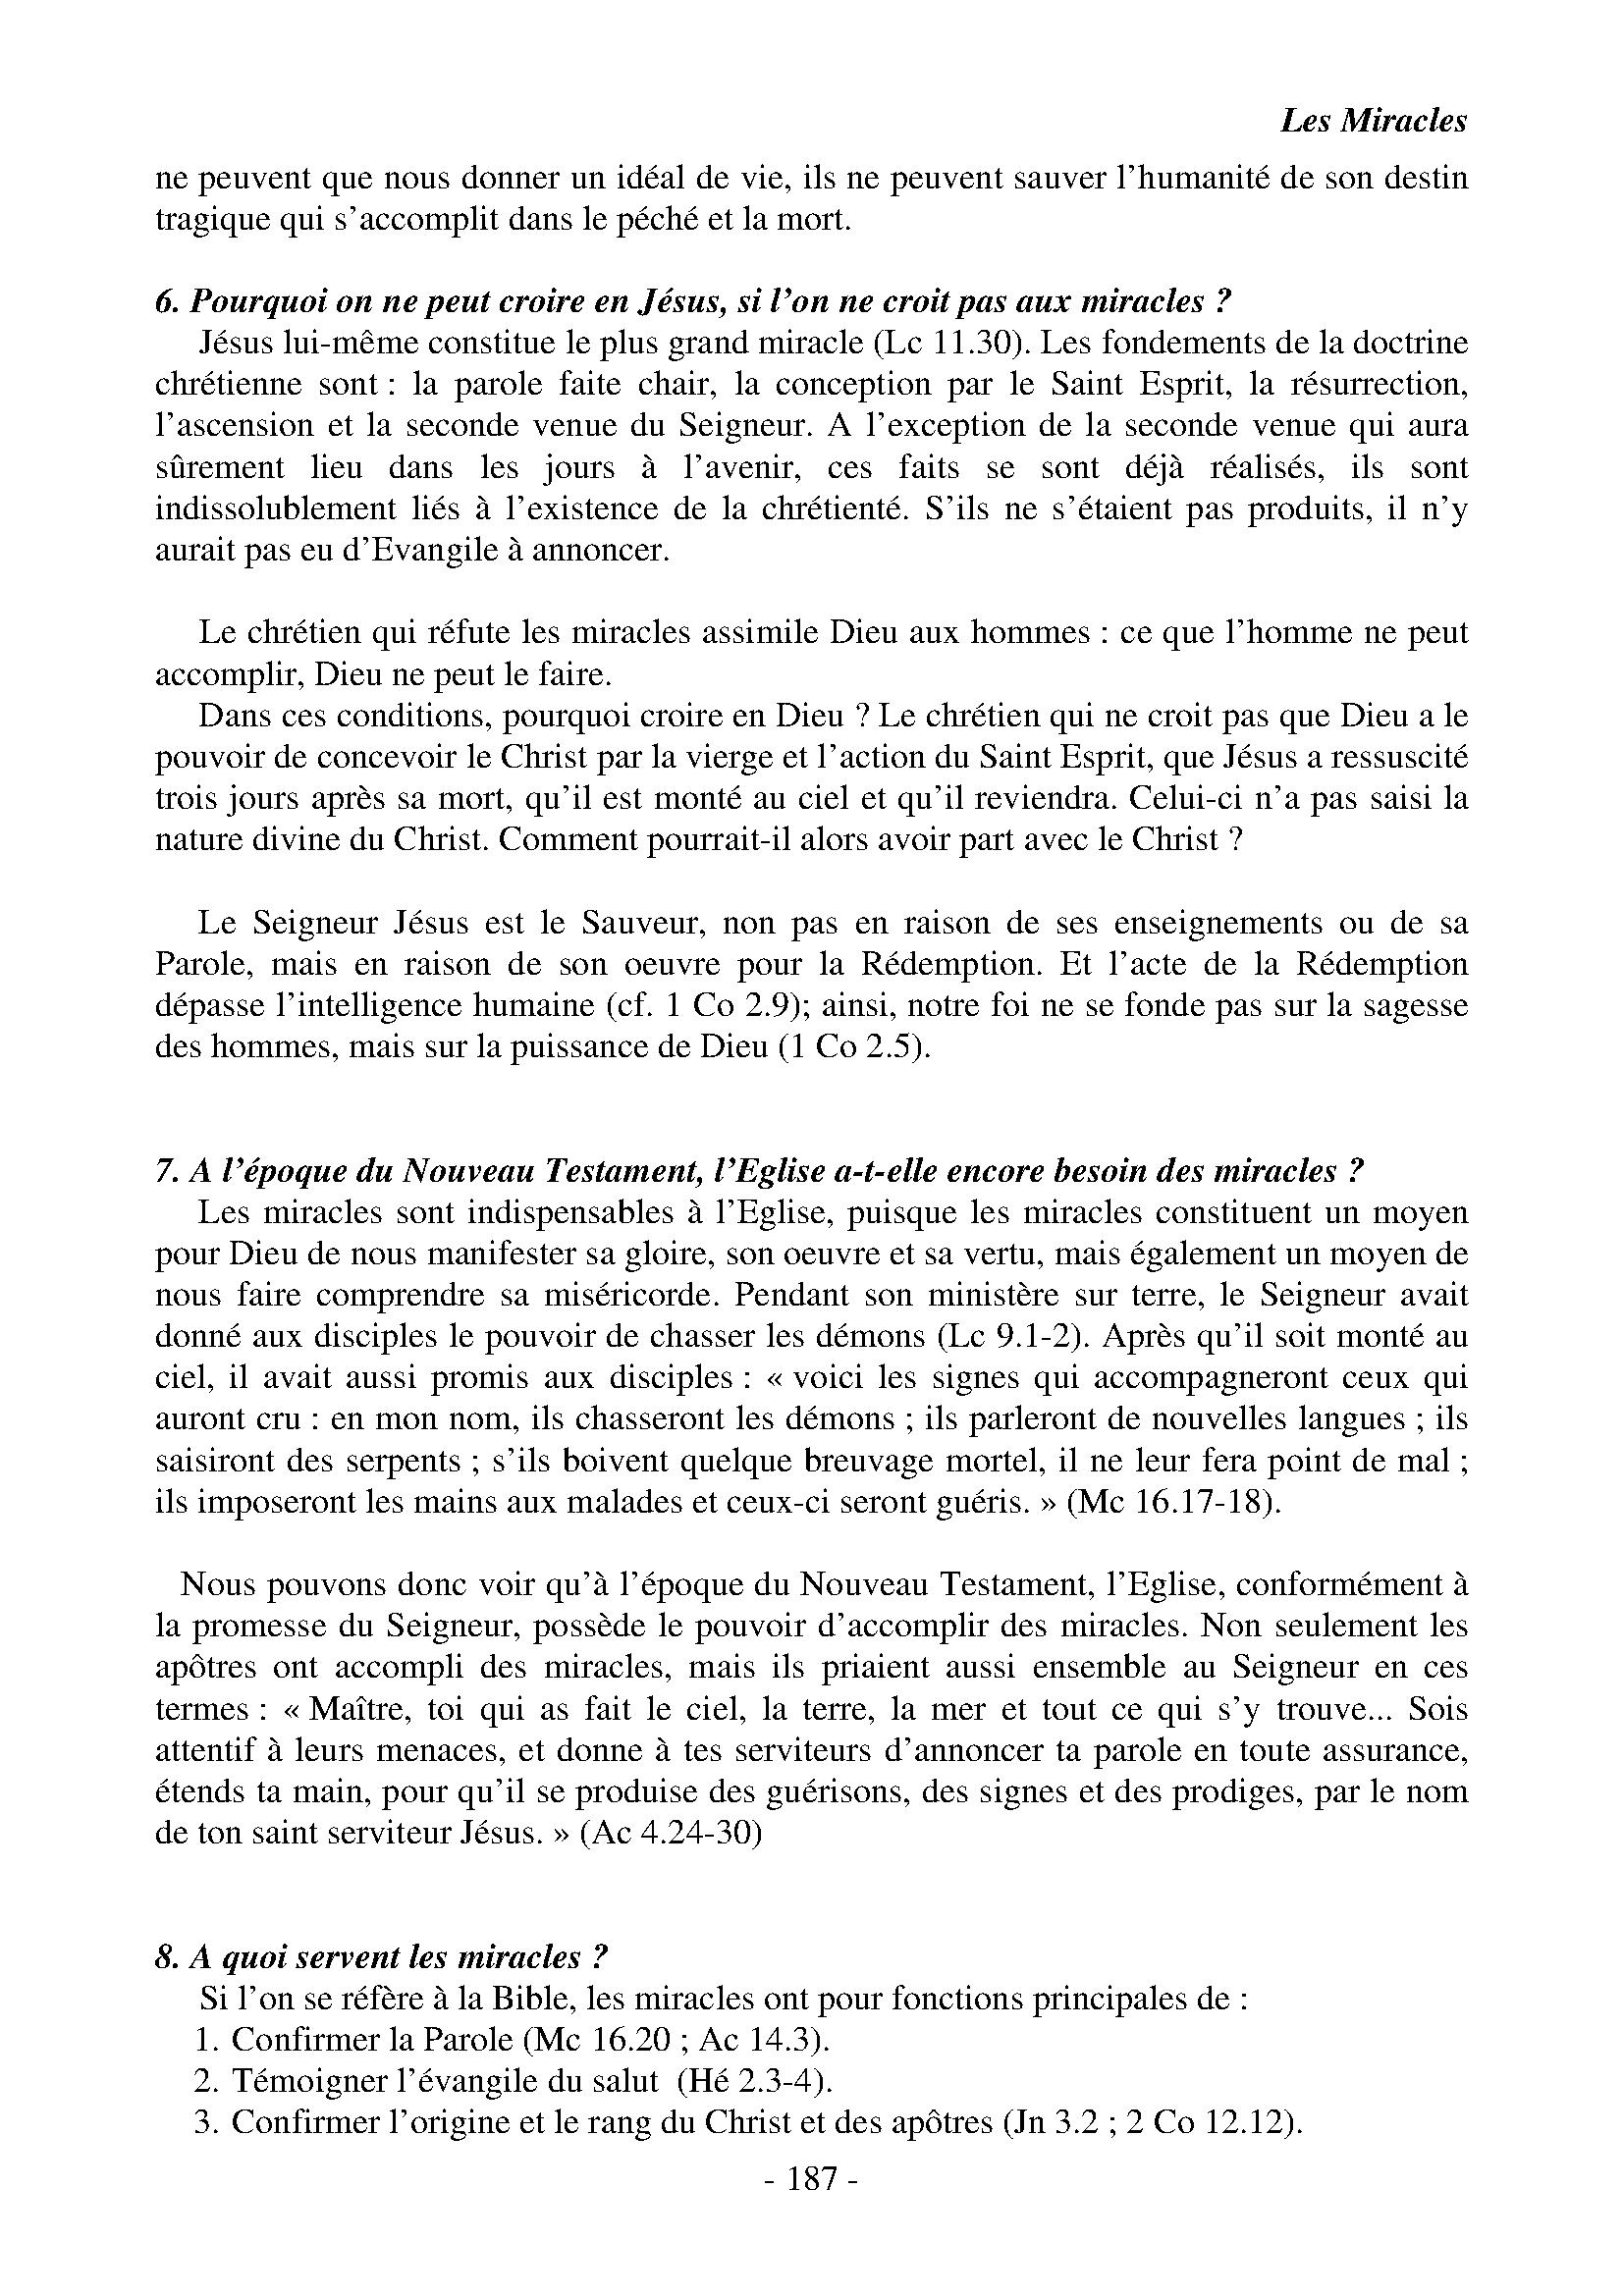 Les Miracles
ne peuvent que nous donner un idéal de vie, ils ne peuvent sauver l’humanité de son destin
tragique qui s’accomplit dans le péché et la mort.
6. Pourquoi on ne peut croire en Jésus, si l’on ne croit pas aux miracles ?
Jésus lui-même constitue le plus grand miracle (Lc 11.30). Les fondements de la doctrine
chrétienne sont : la parole faite chair, la conception par le Saint Esprit, la résurrection,
l’ascension et la seconde venue du Seigneur. A l’exception de la seconde venue qui aura
sûrement lieu dans les jours à l’avenir, ces faits se sont déjà réalisés, ils sont
indissolublement liés à l’existence de la chrétienté. S’ils ne s’étaient pas produits, il n’y
aurait pas eu d’Evangile à annoncer.
Le chrétien qui réfute les miracles assimile Dieu aux hommes : ce que l’homme ne peut
accomplir, Dieu ne peut le faire.
Dans ces conditions, pourquoi croire en Dieu ? Le chrétien qui ne croit pas que Dieu a le
pouvoir de concevoir le Christ par la vierge et l’action du Saint Esprit, que Jésus a ressuscité
trois jours après sa mort, qu’il est monté au ciel et qu’il reviendra. Celui-ci n’a pas saisi la
nature divine du Christ. Comment pourrait-il alors avoir part avec le Christ ?
Le Seigneur Jésus est le Sauveur, non pas en raison de ses enseignements ou de sa
Parole, mais en raison de son oeuvre pour la Rédemption. Et l’acte de la Rédemption
dépasse l’intelligence humaine (cf. 1 Co 2.9); ainsi, notre foi ne se fonde pas sur la sagesse
des hommes, mais sur la puissance de Dieu (1 Co 2.5).
7. A l’époque du Nouveau Testament, l’Eglise a-t-elle encore besoin des miracles ?
Les miracles sont indispensables à l’Eglise, puisque les miracles constituent un moyen
pour Dieu de nous manifester sa gloire, son oeuvre et sa vertu, mais également un moyen de
nous faire comprendre sa miséricorde. Pendant son ministère sur terre, le Seigneur avait
donné aux disciples le pouvoir de chasser les démons (Lc 9.1-2). Après qu’il soit monté au
ciel, il avait aussi promis aux disciples : « voici les signes qui accompagneront ceux qui
auront cru : en mon nom, ils chasseront les démons ; ils parleront de nouvelles langues ; ils
saisiront des serpents ; s’ils boivent quelque breuvage mortel, il ne leur fera point de mal ;
ils imposeront les mains aux malades et ceux-ci seront guéris. » (Mc 16.17-18).
Nous pouvons donc voir qu’à l’époque du Nouveau Testament, l’Eglise, conformément à
la promesse du Seigneur, possède le pouvoir d’accomplir des miracles. Non seulement les
apôtres ont accompli des miracles, mais ils priaient aussi ensemble au Seigneur en ces
termes : « Maître, toi qui as fait le ciel, la terre, la mer et tout ce qui s’y trouve... Sois
attentif à leurs menaces, et donne à tes serviteurs d’annoncer ta parole en toute assurance,
étends ta main, pour qu’il se produise des guérisons, des signes et des prodiges, par le nom
de ton saint serviteur Jésus. » (Ac 4.24-30)
8. A quoi servent les miracles ?
Si l’on se réfère à la Bible, les miracles ont pour fonctions principales de :
1. Confirmer la Parole (Mc 16.20 ; Ac 14.3).
2. Témoigner l’évangile du salut (Hé 2.3-4).
3. Confirmer l’origine et le rang du Christ et des apôtres (Jn 3.2 ; 2 Co 12.12).
- 187 -